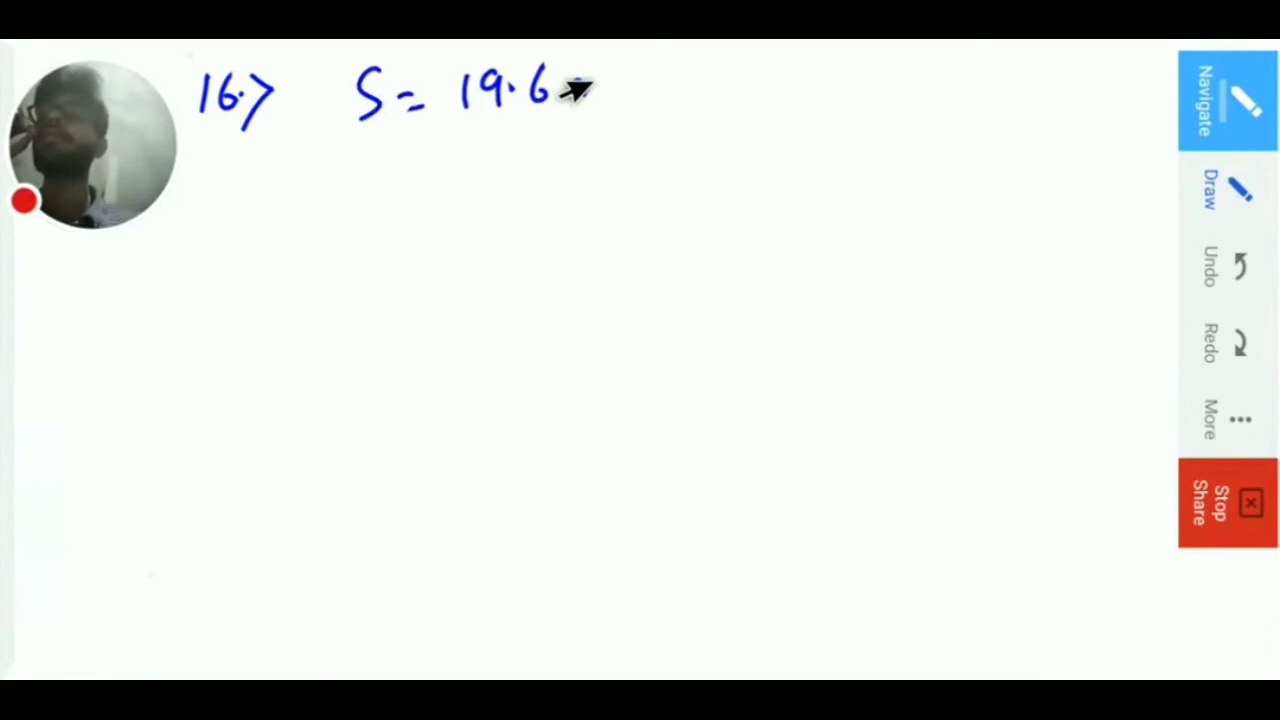 16.> S = 19.6
Navigate
Draw
Undo
Redo
More
Stop
Share